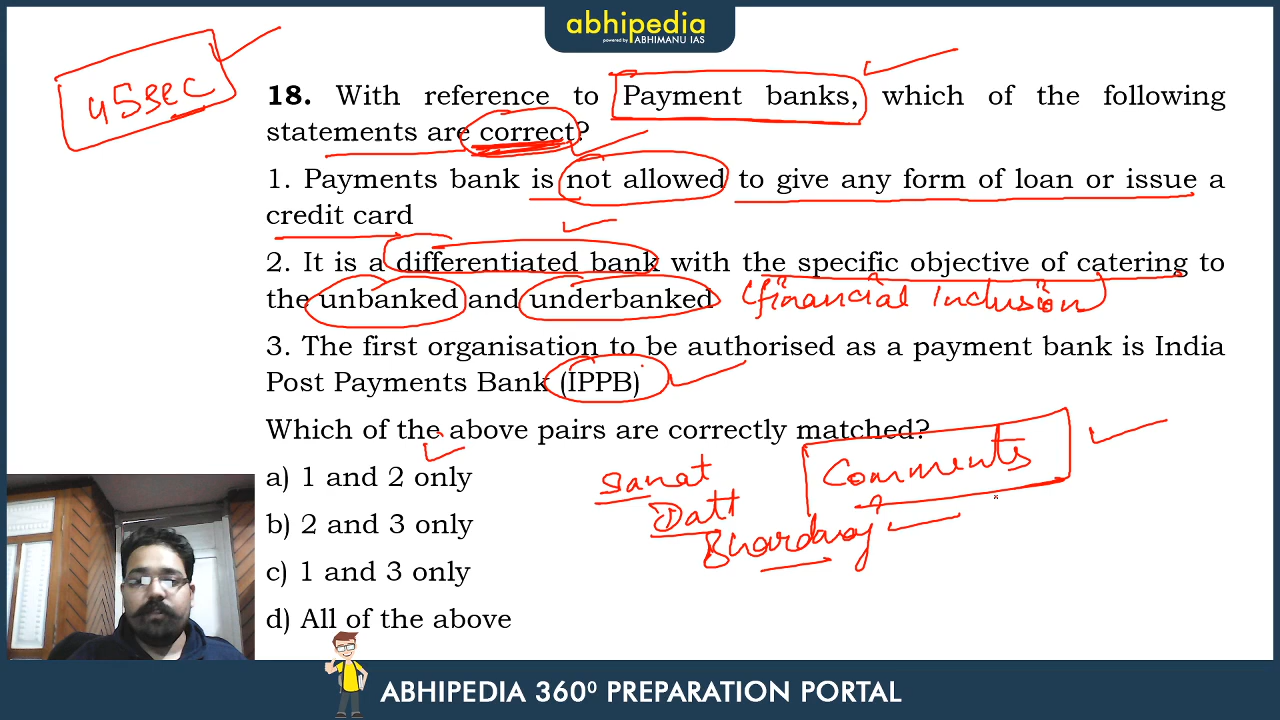 abhipedia
powered by ABHIMANU IAS
45sec
18. With reference to Payment banks, which of the following
statements are correct?
1. Payments bank is not allowed to give any form of loan or issue a
credit card
2. It is a differentiated bank with the specific objective of catering to
the unbanked and underbanked (financial Inclusion)
3. The first organisation to be authorised as a payment bank is India
Post Payments Bank (IPPB)
Which of the above pairs are correctly matched?
a) 1 and 2 only
b) 2 and 3 only
c) 1 and 3 only
d) All of the above
Comments
Sanat
Datt
Bhardwaj
ABHIPEDIA 360⁰ PREPARATION PORTAL